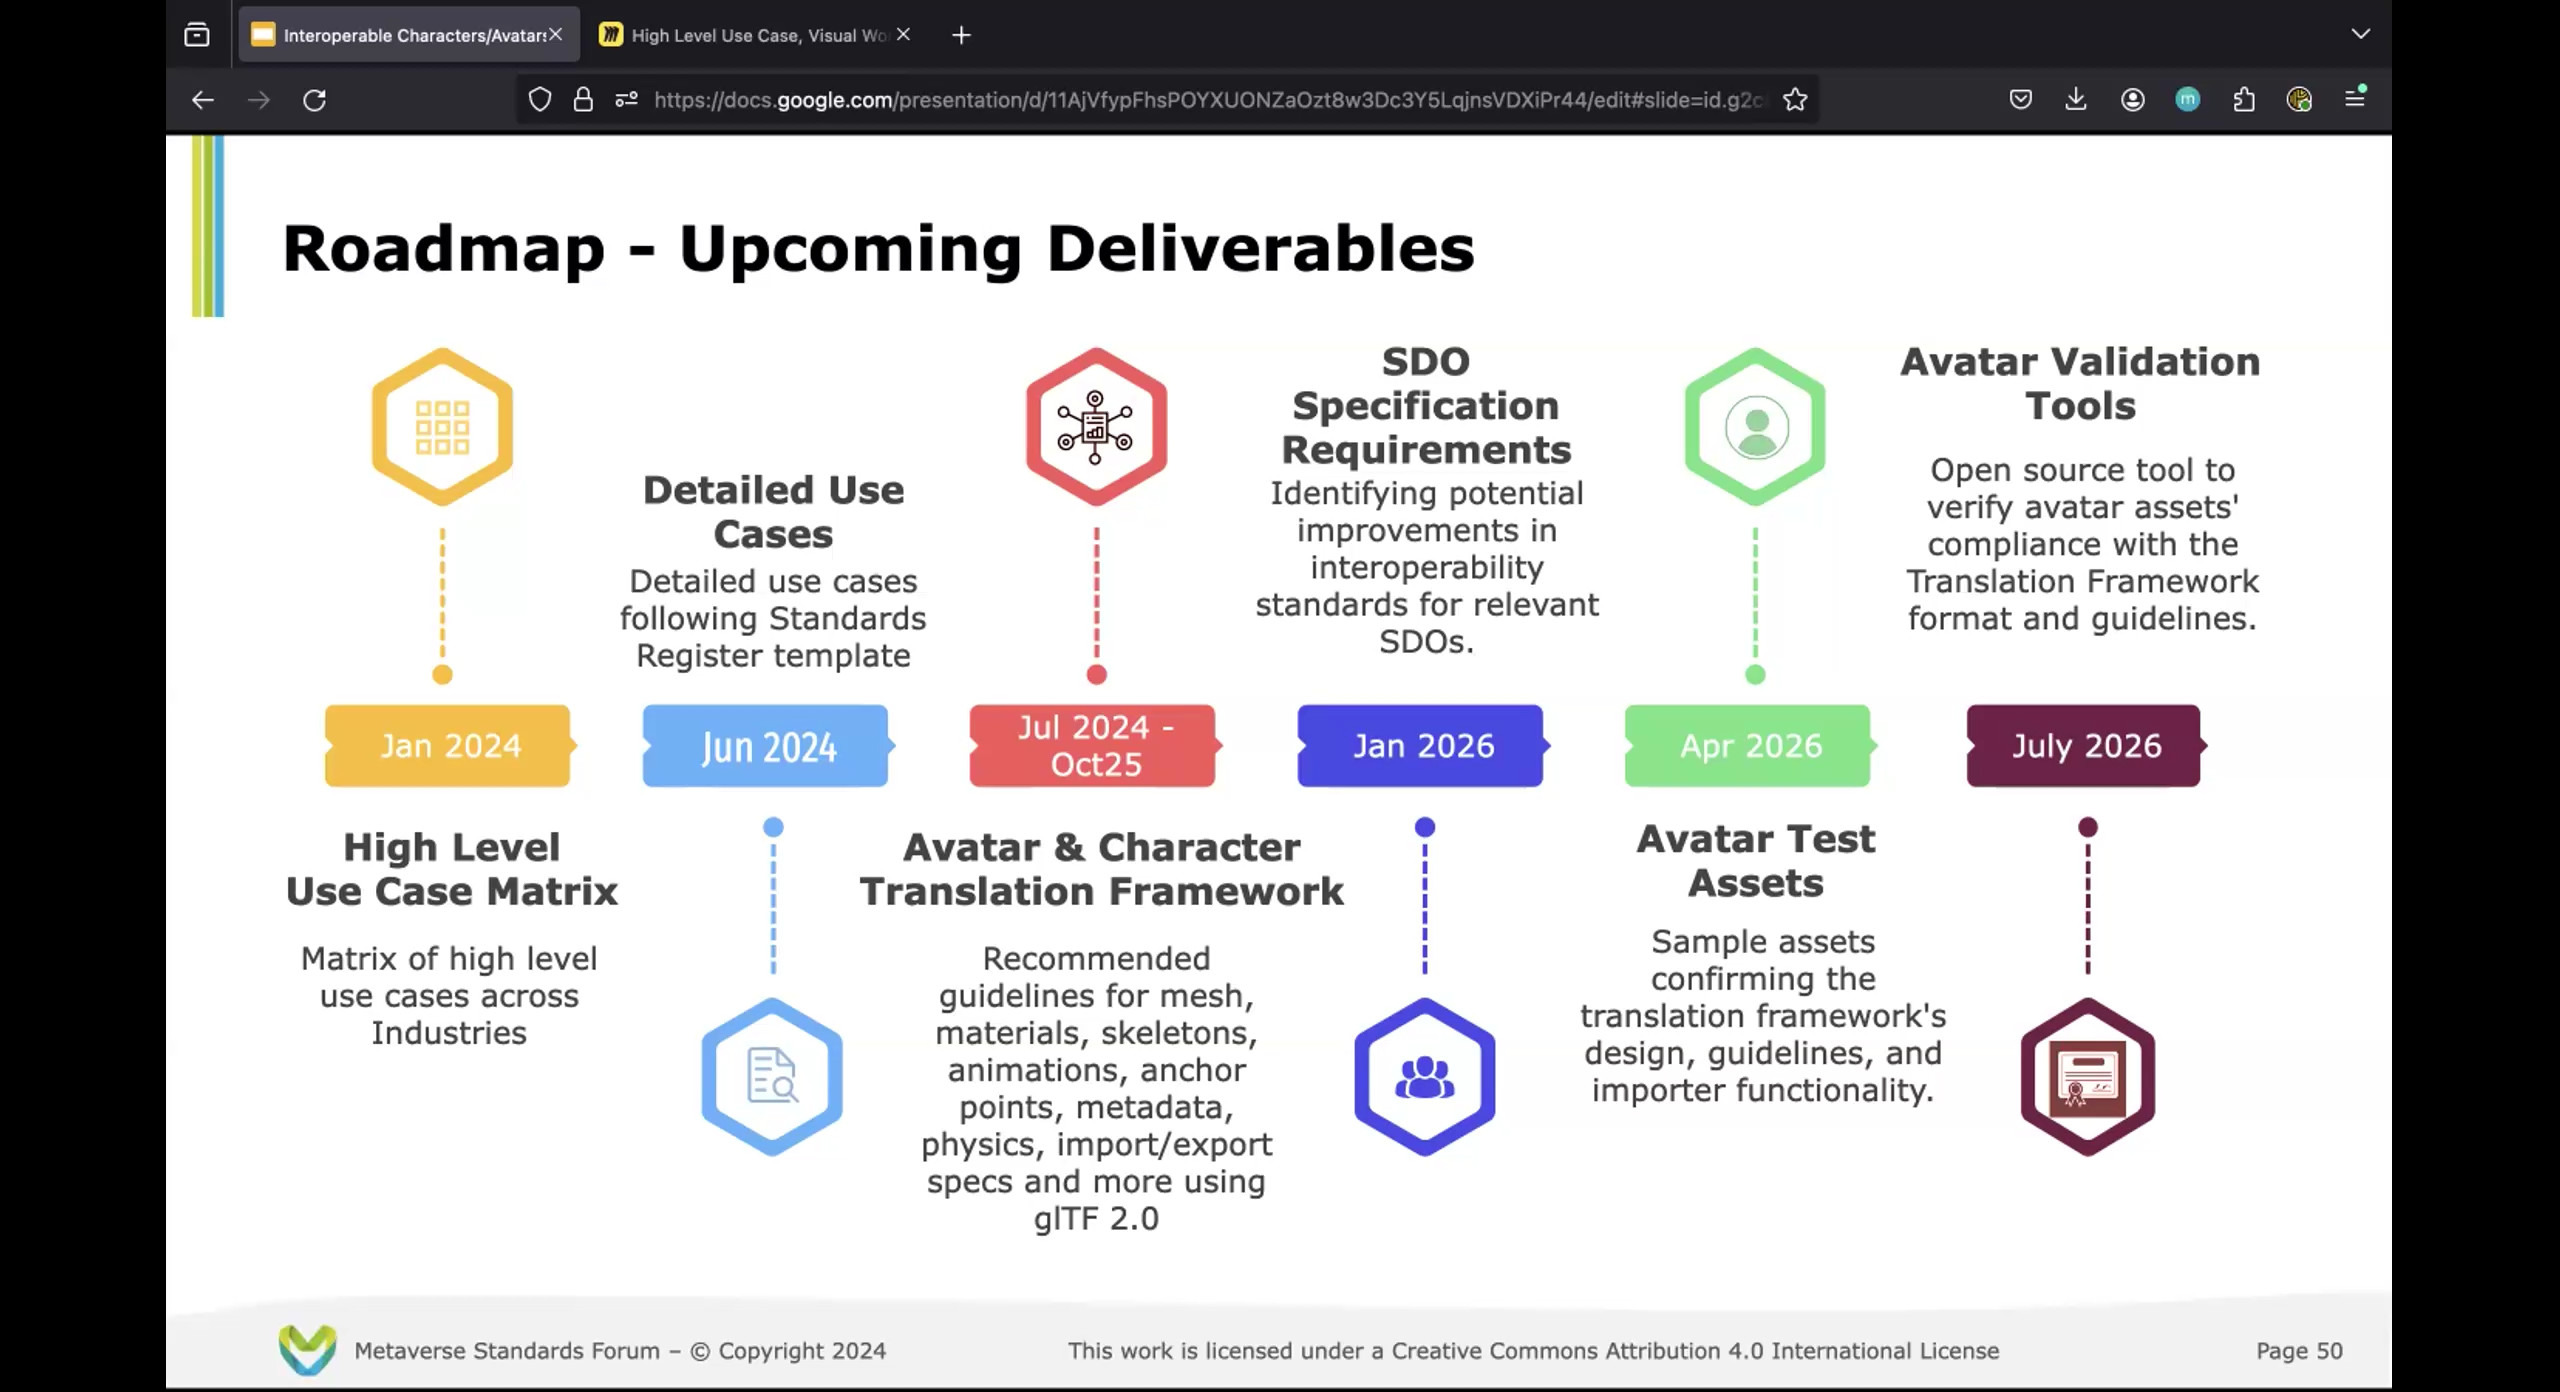 Interoperable Characters/Avatars
High Level Use Case, Visual Wo
m
https://docs.google.com/presentation/d/11AjVfypFhsPOYXUONZaOzt8w3Dc3Y5LqjnsVDXiPr44/edit#slide=id.g2c
Roadmap - Upcoming Deliverables
Jan 2024
High Level
Use Case Matrix
Matrix of high level
use cases across
Industries
Detailed Use
Cases
Detailed use cases
following Standards
Register template
Jun 2024
Jul 2024 -
Oct25
Avatar & Character
Translation Framework
Recommended
guidelines for mesh,
materials, skeletons,
animations, anchor
points, metadata,
physics, import/export
specs and more using
glTF 2.0
SDO
Specification
Requirements
Identifying potential
improvements in
interoperability
standards for relevant
SDOs.
Jan 2026
Apr 2026
Avatar Test
Assets
Sample assets
confirming the
translation framework's
design, guidelines, and
importer functionality.
Avatar Validation
Tools
Open source tool to
verify avatar assets'
compliance with the
Translation Framework
format and guidelines.
July 2026
Metaverse Standards Forum – © Copyright 2024
This work is licensed under a Creative Commons Attribution 4.0 International License
Page 50